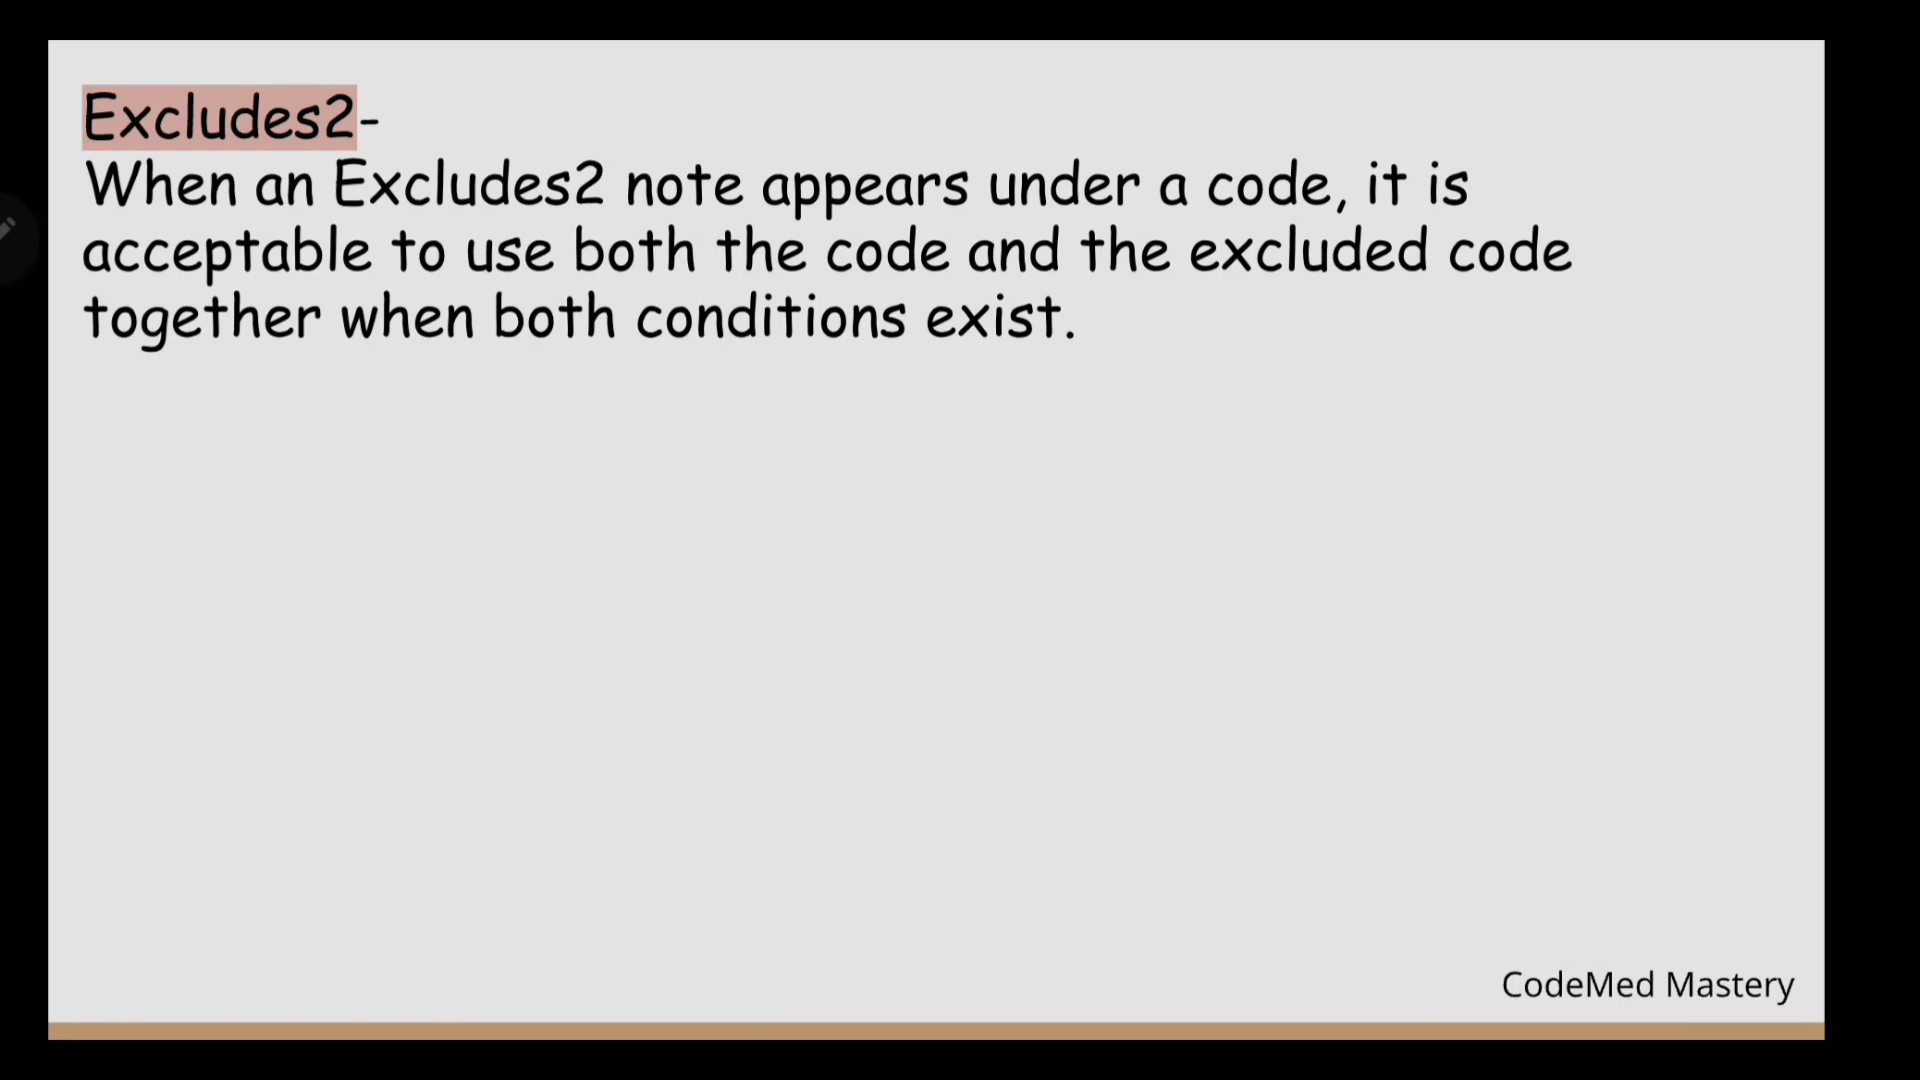 Excludes2-
When an Excludes2 note appears under a code, it is
acceptable to use both the code and the excluded code
together when both conditions exist.
CodeMed Mastery